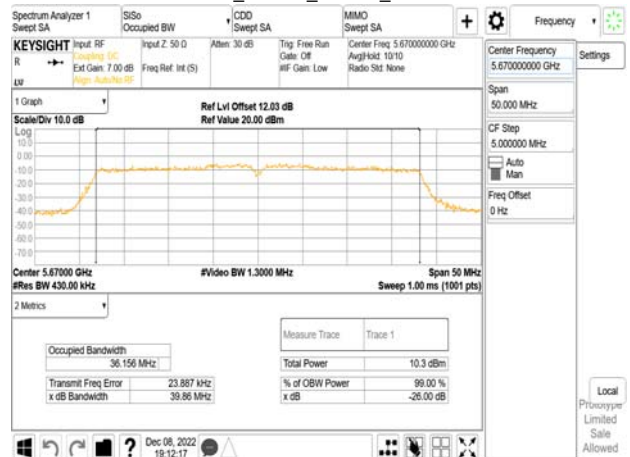 Spectrum Analyzer 1
Swept SA
SiSo
Occupied BW
CDD
Swept SA
MIMO
Swept SA
+
Frequency
KEYSIGHT
R
LXI
Input: RF
Coupling: DC
Ext Gain: 7.00 dB
Align: Auto/No RF
Input Z: 50 Ω
Freq Ref: Int (S)
Atten: 30 dB
Trig: Free Run
Gate: Off
#IF Gain: Low
Center Freq: 5.670000000 GHz
Avg|Hold: 10/10
Radio Std: None
Center Frequency
5.670000000 GHz
Settings
Span
50.000 MHz
CF Step
5.000000 MHz
Auto
Man
Freq Offset
0 Hz
1 Graph
Scale/Div 10.0 dB
Ref Lvl Offset 12.03 dB
Ref Value 20.00 dBm
Log
10.0
0.00
-10.0
-20.0
-30.0
-40.0
-50.0
-60.0
-70.0
Center 5.67000 GHz
#Res BW 430.00 kHz
#Video BW 1.3000 MHz
Span 50 MHz
Sweep 1.00 ms (1001 pts)
2 Metrics
Measure Trace Trace 1
Occupied Bandwidth
36.156 MHz
Total Power 10.3 dBm
Transmit Freq Error 23.887 kHz
% of OBW Power 99.00 %
x dB Bandwidth 39.86 MHz
x dB -26.00 dB
Local
Prototype
Limited
Sale
Allowed
?
Dec 08, 2022
19:12:17